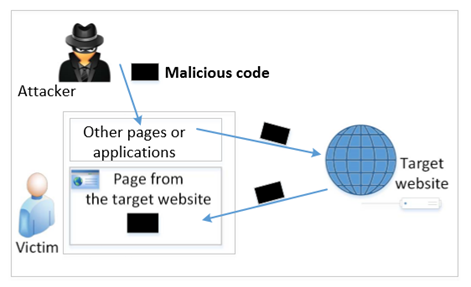 Malicious code
Attacker
Other pages or
applications
Page from
the target website
Target
website
Victim